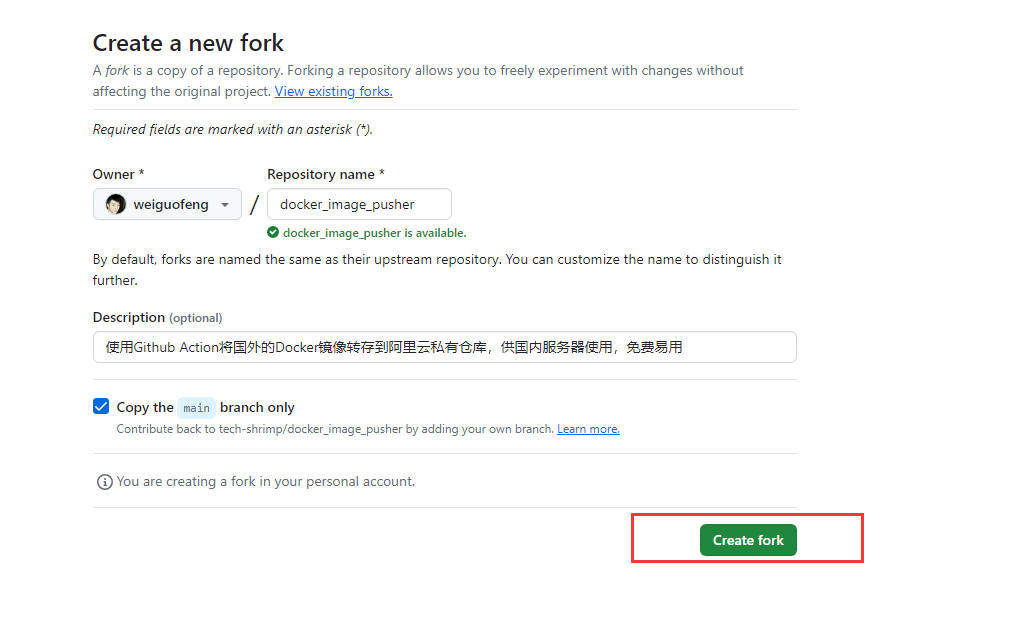 Create a new fork
A fork is a copy of a repository. Forking a repository allows you to freely experiment with changes without
affecting the original project. View existing forks.
Required fields are marked with an asterisk (*).
Owner * Repository name *
weiguofeng / docker_image_pusher
docker_image_pusher is available.
By default, forks are named the same as their upstream repository. You can customize the name to distinguish it
further.
Description (optional)
使用Github Action将国外的Docker镜像转存到阿里云私有仓库，供国内服务器使用，免费易用
Copy the main branch only
Contribute back to tech-shrimp/docker_image_pusher by adding your own branch. Learn more.
You are creating a fork in your personal account.
Create fork